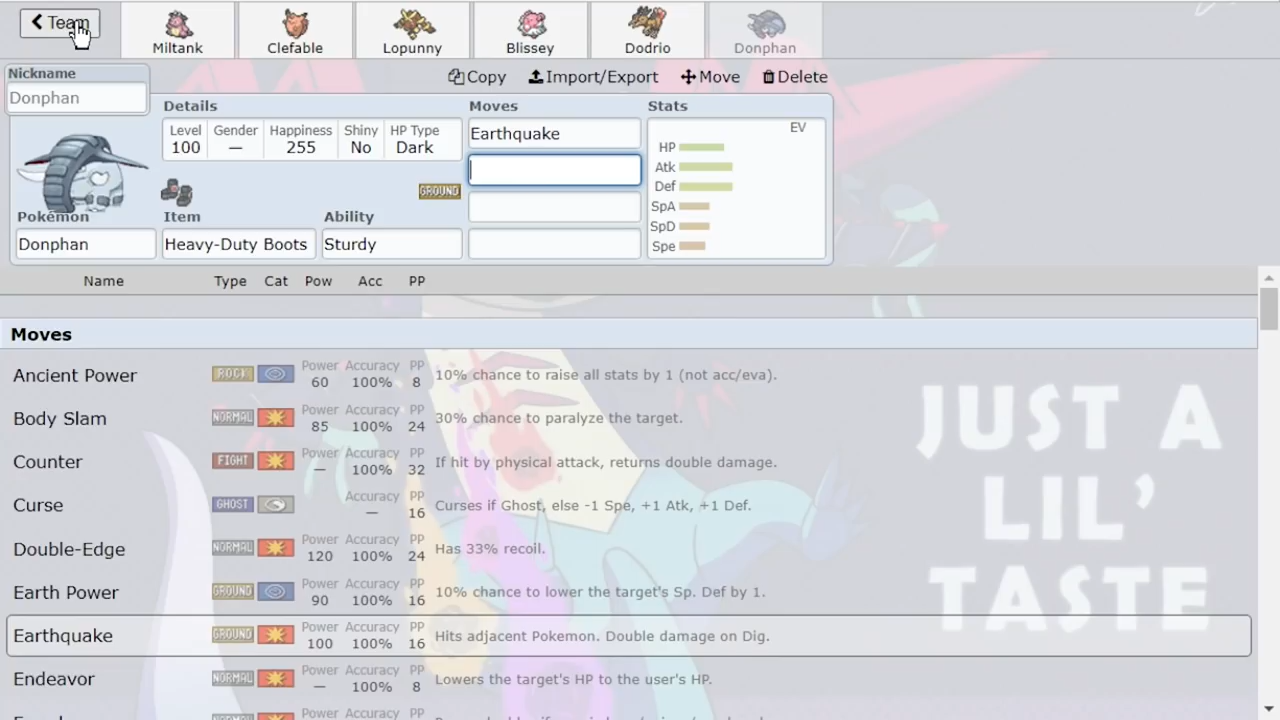 Team
Miltank
Clefable
Lopunny
Blissey
Dodrio
Donphan
Nickname
Donphan
Copy
Import/Export
Move
Delete
Details
Moves
Stats
Level
Gender
Happiness
Shiny
HP Type
100
—
255
No
Dark
Earthquake
EV
HP
Atk
Def
SpA
SpD
Spe
GROUND
Pokémon
Item
Ability
Donphan
Heavy-Duty Boots
Sturdy
Name Type Cat Pow Acc PP
Moves
Ancient Power ROCK Power 60 Accuracy 100% PP 8 10% chance to raise all stats by 1 (not acc/eva).
Body Slam NORMAL Power 85 Accuracy 100% PP 24 30% chance to paralyze the target.
Counter FIGHT Power — Accuracy 100% PP 32 If hit by physical attack, returns double damage.
Curse GHOST Accuracy — PP 16 Curses if Ghost, else -1 Spe, +1 Atk, +1 Def.
Double-Edge NORMAL Power 120 Accuracy 100% PP 24 Has 33% recoil.
Earth Power GROUND Power 90 Accuracy 100% PP 16 10% chance to lower the target's Sp. Def by 1.
Earthquake GROUND Power 100 Accuracy 100% PP 16 Hits adjacent Pokemon. Double damage on Dig.
Endeavor NORMAL Power — Accuracy 100% PP 8 Lowers the target's HP to the user's HP.
NORMAL Power Accuracy PP
JUST A
LIL'
TASTE